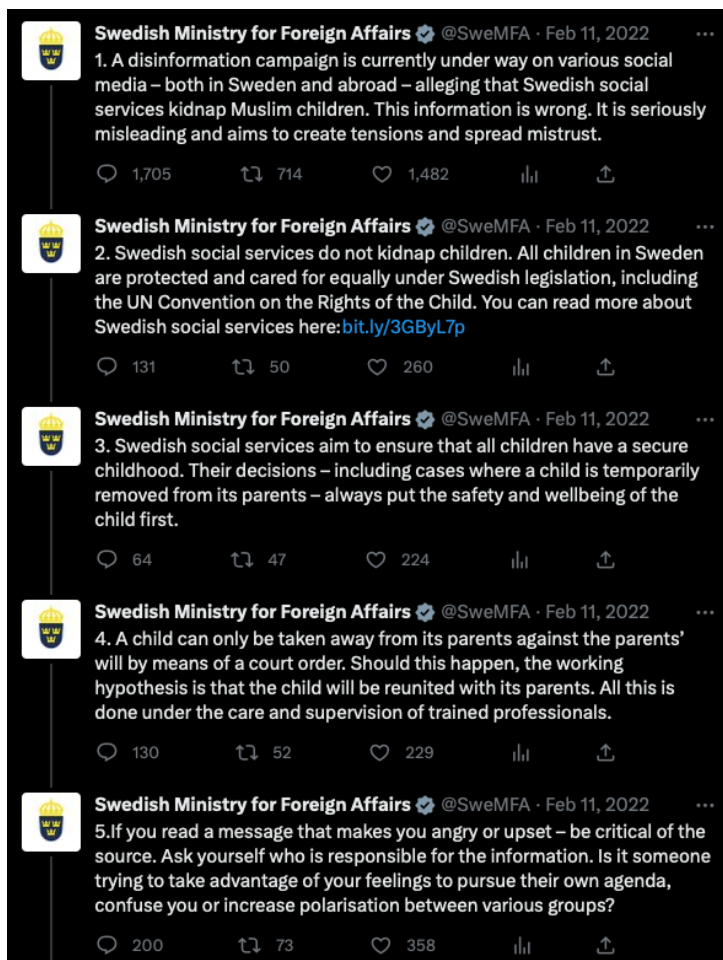 Swedish Ministry for Foreign Affairs @SweMFA · Feb 11, 2022 ...
1. A disinformation campaign is currently under way on various social
media – both in Sweden and abroad – alleging that Swedish social
services kidnap Muslim children. This information is wrong. It is seriously
misleading and aims to create tensions and spread mistrust.
1,705 714 1,482
Swedish Ministry for Foreign Affairs @SweMFA · Feb 11, 2022 ...
2. Swedish social services do not kidnap children. All children in Sweden
are protected and cared for equally under Swedish legislation, including
the UN Convention on the Rights of the Child. You can read more about
Swedish social services here:bit.ly/3GByL7p
131 50 260
Swedish Ministry for Foreign Affairs @SweMFA · Feb 11, 2022 ...
3. Swedish social services aim to ensure that all children have a secure
childhood. Their decisions – including cases where a child is temporarily
removed from its parents – always put the safety and wellbeing of the
child first.
64 47 224
Swedish Ministry for Foreign Affairs @SweMFA · Feb 11, 2022 ...
4. A child can only be taken away from its parents against the parents’
will by means of a court order. Should this happen, the working
hypothesis is that the child will be reunited with its parents. All this is
done under the care and supervision of trained professionals.
130 52 229
Swedish Ministry for Foreign Affairs @SweMFA · Feb 11, 2022 ...
5.If you read a message that makes you angry or upset – be critical of the
source. Ask yourself who is responsible for the information. Is it someone
trying to take advantage of your feelings to pursue their own agenda,
confuse you or increase polarisation between various groups?
200 73 358